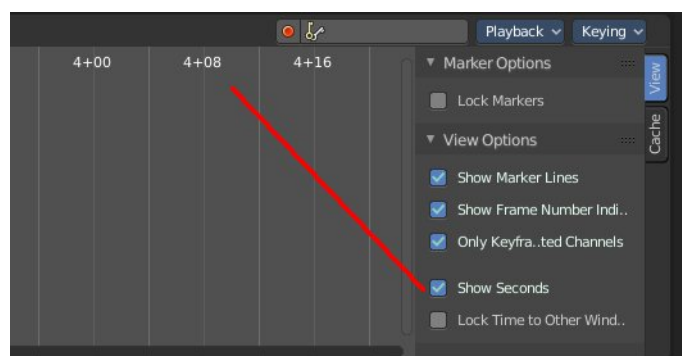 Playback Keying
4+00 4+08 4+16
Marker Options
Lock Markers
View Options
Show Marker Lines
Show Frame Number Indi..
Only Keyfra..ted Channels
Show Seconds
Lock Time to Other Wind..
View
Cache